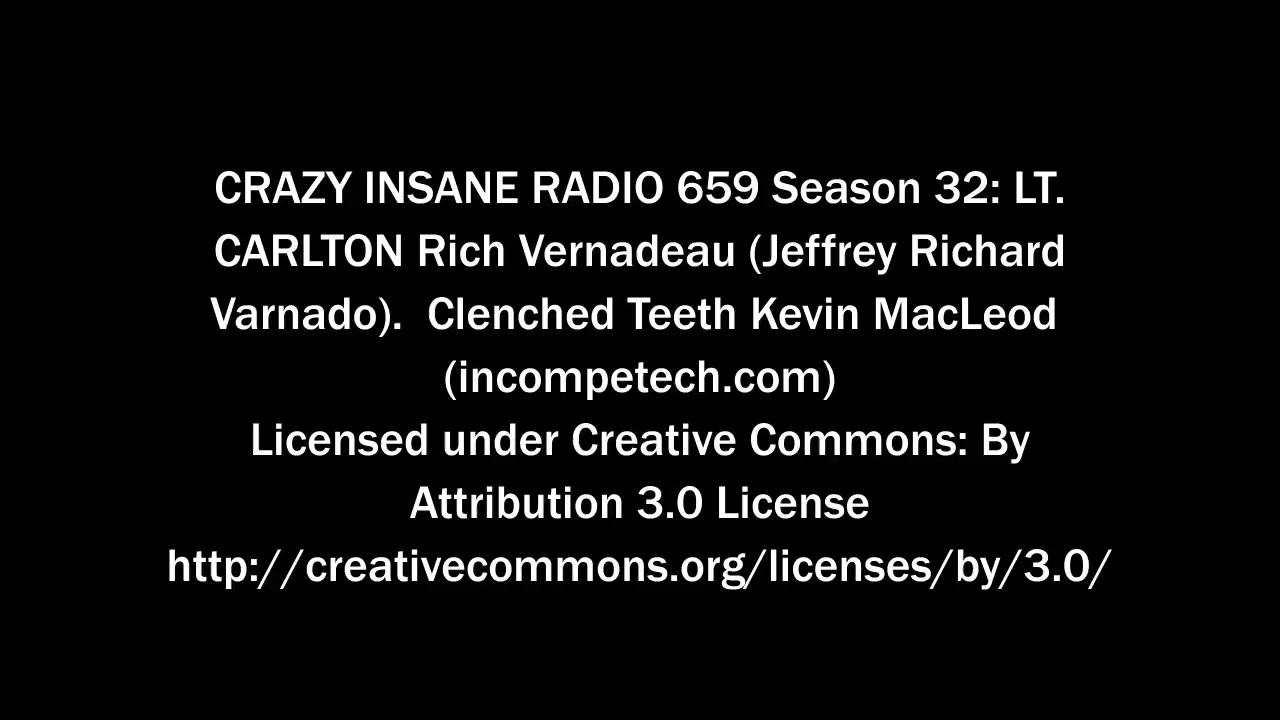 CRAZY INSANE RADIO 659 Season 32: LT.
CARLTON Rich Vernadeau (Jeffrey Richard
Varnado).  Clenched Teeth Kevin MacLeod
(incompetech.com)
Licensed under Creative Commons: By
Attribution 3.0 License
http://creativecommons.org/licenses/by/3.0/